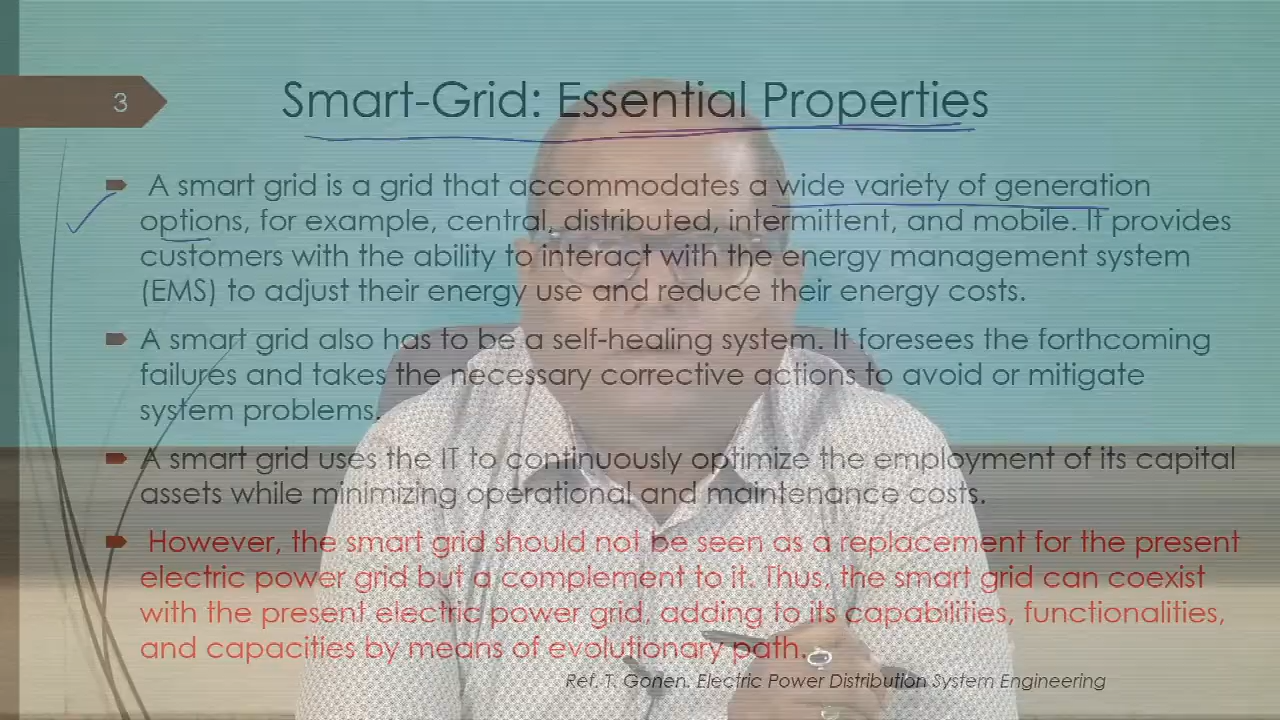 3
Smart-Grid: Essential Properties
A smart grid is a grid that accommodates a wide variety of generation
options, for example, central, distributed, intermittent, and mobile. It provides
customers with the ability to interact with the energy management system
(EMS) to adjust their energy use and reduce their energy costs.
A smart grid also has to be a self-healing system. It foresees the forthcoming
failures and takes the necessary corrective actions to avoid or mitigate
system problems.
A smart grid uses the IT to continuously optimize the employment of its capital
assets while minimizing operational and maintenance costs.
However, the smart grid should not be seen as a replacement for the present
electric power grid but a complement to it. Thus, the smart grid can coexist
with the present electric power grid, adding to its capabilities, functionalities,
and capacities by means of evolutionary path.
Ref. T. Gonen. Electric Power Distribution System Engineering